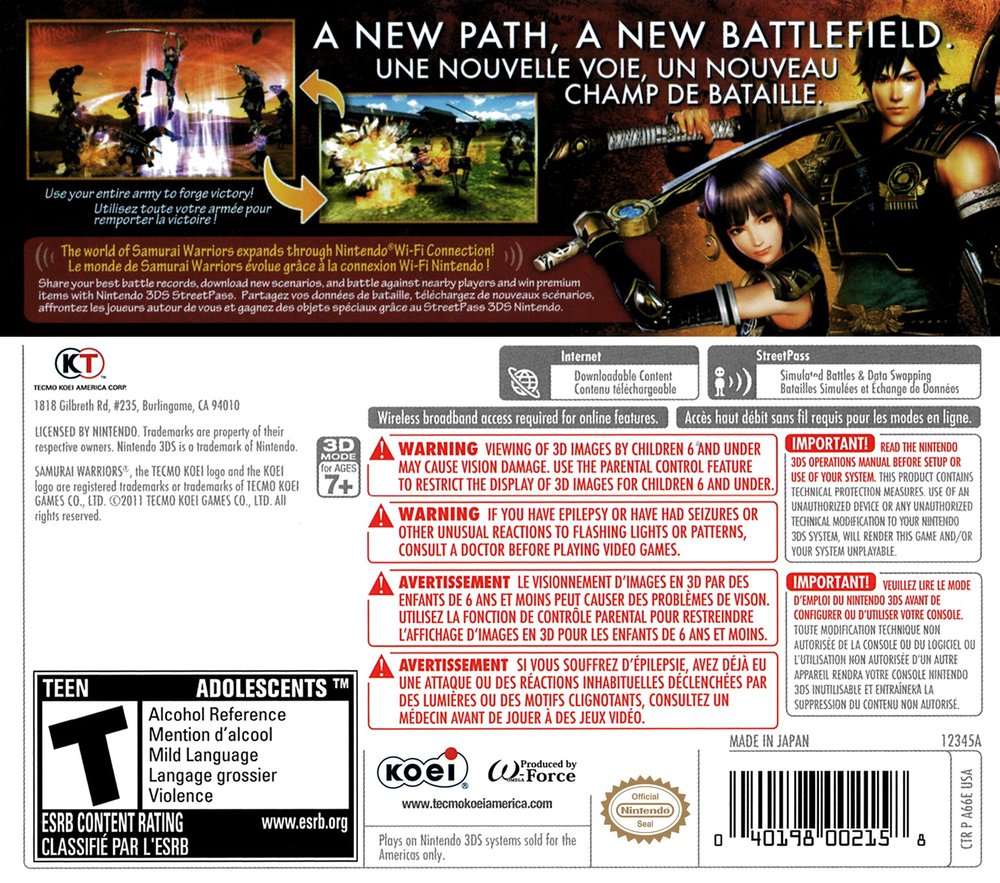 A NEW PATH, A NEW BATTLEFIELD.
UNE NOUVELLE VOIE, UN NOUVEAU
CHAMP DE BATAILLE.
Use your entire army to forge victory!
Utilisez toute votre armée pour
remporter la victoire !
The world of Samurai Warriors expands through Nintendo® Wi-Fi Connection!
Le monde de Samurai Warriors évolue grâce à la connexion Wi-Fi Nintendo !
Share your best battle records, download new scenarios, and battle against nearby players and win premium
items with Nintendo 3DS StreetPass. Partagez vos données de bataille, téléchargez de nouveaux scénarios,
affrontez les joueurs autour de vous et gagnez des objets spéciaux grâce au StreetPass 3DS Nintendo.
KT™
TECMO KOEI AMERICA CORP.
1818 Gilbreth Rd, #235, Burlingame, CA 94010
LICENSED BY NINTENDO. Trademarks are property of their
respective owners. Nintendo 3DS is a trademark of Nintendo.
SAMURAI WARRIORS®, the TECMO KOEI logo and the KOEI
logo are registered trademarks or trademarks of TECMO KOEI
GAMES CO., LTD. ©2011 TECMO KOEI GAMES CO., LTD. All
rights reserved.
3D
MODE
for AGES
7+
Internet
Downloadable Content
Contenu téléchargeable
StreetPass
Simulated Battles & Data Swapping
Batailles Simulées et Échange de Données
Wireless broadband access required for online features.
Accès haut débit sans fil requis pour les modes en ligne.
WARNING VIEWING OF 3D IMAGES BY CHILDREN 6 AND UNDER
MAY CAUSE VISION DAMAGE. USE THE PARENTAL CONTROL FEATURE
TO RESTRICT THE DISPLAY OF 3D IMAGES FOR CHILDREN 6 AND UNDER.
WARNING IF YOU HAVE EPILEPSY OR HAVE HAD SEIZURES OR
OTHER UNUSUAL REACTIONS TO FLASHING LIGHTS OR PATTERNS,
CONSULT A DOCTOR BEFORE PLAYING VIDEO GAMES.
AVERTISSEMENT LE VISIONNEMENT D'IMAGES EN 3D PAR DES
ENFANTS DE 6 ANS ET MOINS PEUT CAUSER DES PROBLÈMES DE VISON.
UTILISEZ LA FONCTION DE CONTRÔLE PARENTAL POUR RESTREINDRE
L'AFFICHAGE D'IMAGES EN 3D POUR LES ENFANTS DE 6 ANS ET MOINS.
AVERTISSEMENT SI VOUS SOUFFREZ D'ÉPILEPSIE, AVEZ DÉJÀ EU
UNE ATTAQUE OU DES RÉACTIONS INHABITUELLES DÉCLENCHÉES PAR
DES LUMIÈRES OU DES MOTIFS CLIGNOTANTS, CONSULTEZ UN
MÉDECIN AVANT DE JOUER À DES JEUX VIDÉO.
IMPORTANT! READ THE NINTENDO
3DS OPERATIONS MANUAL BEFORE SETUP OR
USE OF YOUR SYSTEM. THIS PRODUCT CONTAINS
TECHNICAL PROTECTION MEASURES. USE OF AN
UNAUTHORIZED DEVICE OR ANY UNAUTHORIZED
TECHNICAL MODIFICATION TO YOUR NINTENDO
3DS SYSTEM, WILL RENDER THIS GAME AND/OR
YOUR SYSTEM UNPLAYABLE.
IMPORTANT! VEUILLEZ LIRE LE MODE
D'EMPLOI DU NINTENDO 3DS AVANT DE
CONFIGURER OU D'UTILISER VOTRE CONSOLE.
TOUTE MODIFICATION TECHNIQUE NON
AUTORISÉE DE LA CONSOLE OU DU LOGICIEL OU
L'UTILISATION NON AUTORISÉE D'UN AUTRE
APPAREIL RENDRA VOTRE CONSOLE NINTENDO
3DS INUTILISABLE ET ENTRAÎNERA LA
SUPPRESSION DU CONTENU NON AUTORISÉ.
TEEN ADOLESCENTS ™
T
Alcohol Reference
Mention d'alcool
Mild Language
Langage grossier
Violence
ESRB CONTENT RATING www.esrb.org
CLASSIFIÉ PAR L'ESRB
KOEI®
Produced by
ω-Force
OMEGA
www.tecmokoeiamerica.com
Plays on Nintendo 3DS systems sold for the
Americas only.
Official
Nintendo
Seal
MADE IN JAPAN
12345A
0 40198 00215 8
CTR P A66E USA